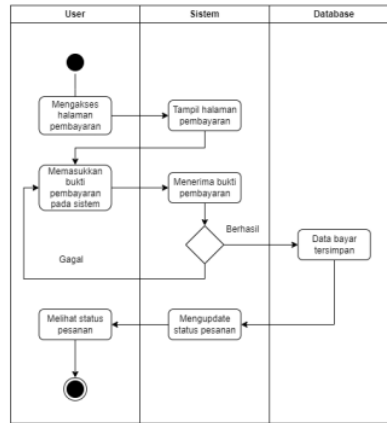 User
Sistem
Database
Mengakses
halaman
pembayaran
Tampil halaman
pembayaran
Memasukkan
bukti
pembayaran
pada sistem
Menerima bukti
pembayaran
Berhasil
Gagal
Data bayar
tersimpan
Melihat status
pesanan
Mengupdate
status pesanan